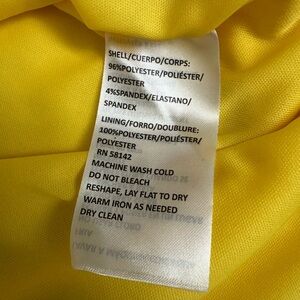 SHELL/CUERPO/CORPS:
96%POLYESTER/POLIÉSTER/
POLYESTER
4%SPANDEX/ELASTANO/
SPANDEX
LINING/FORRO/DOUBLURE:
100%POLYESTER/POLIÉSTER/
POLYESTER
RN 58142
MACHINE WASH COLD
DO NOT BLEACH
RESHAPE, LAY FLAT TO DRY
WARM IRON AS NEEDED
DRY CLEAN